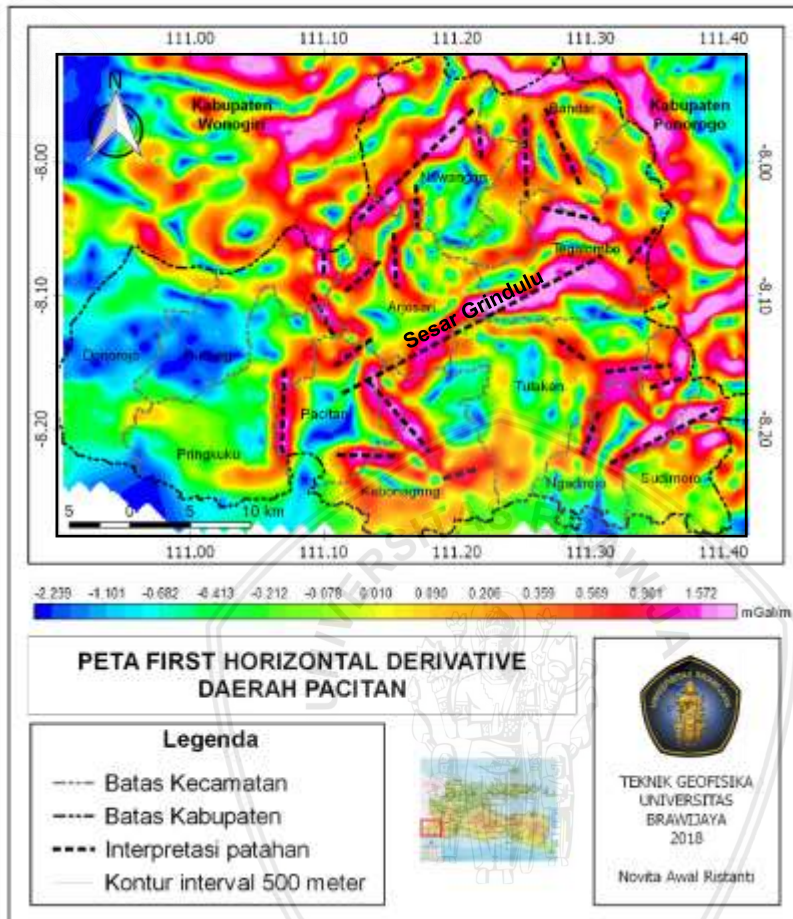 111.00 111.10 111.20 111.30 111.40
N
Kabupaten
Wonogiri
Bandar
Kabupaten
Ponorogo
-8.00
-8.00
Nawangan
Tegalombo
-8.10
-8.10
Arjosari
Sesar Grindulu
Donorojo
Punung
Tulakan
Pacitan
-8.20
-8.20
Pringkuku
Kebonagung
Ngadirojo
Sudimoro
5 0 5 10 km
111.00 111.10 111.20 111.30 111.40
-2.239 -1.101 -0.682 -0.413 -0.212 -0.078 0.010 0.090 0.206 0.359 0.569 0.901 1.572
mGal/m
PETA FIRST HORIZONTAL DERIVATIVE
DAERAH PACITAN
Legenda
Batas Kecamatan
Batas Kabupaten
Interpretasi patahan
Kontur interval 500 meter
UNIVERSITAS BRAWIJAYA
TEKNIK GEOFISIKA
UNIVERSITAS
BRAWIJAYA
2018
Novita Awal Ristanti
UNIVERSITAS BRAWIJAYA